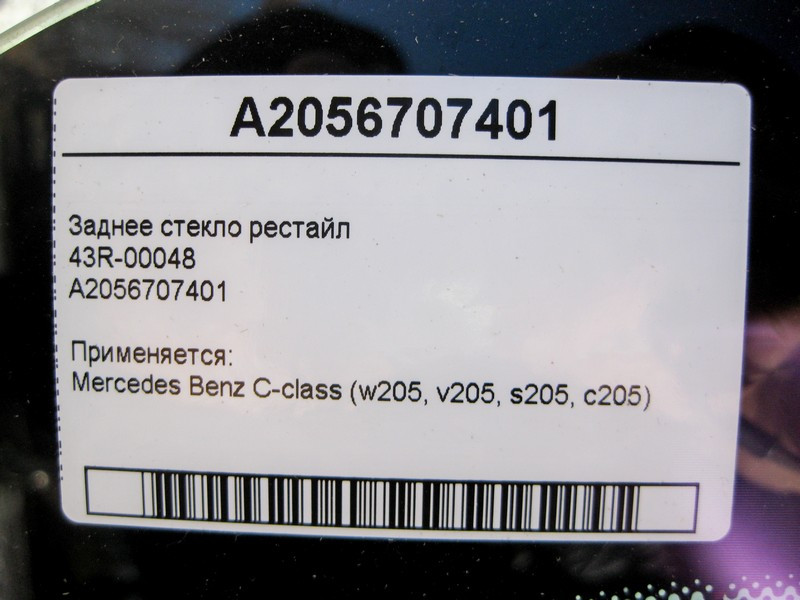 A2056707401
Заднее стекло рестайл
43R-00048
A2056707401
Применяется:
Mercedes Benz C-class (w205, v205, s205, c205)